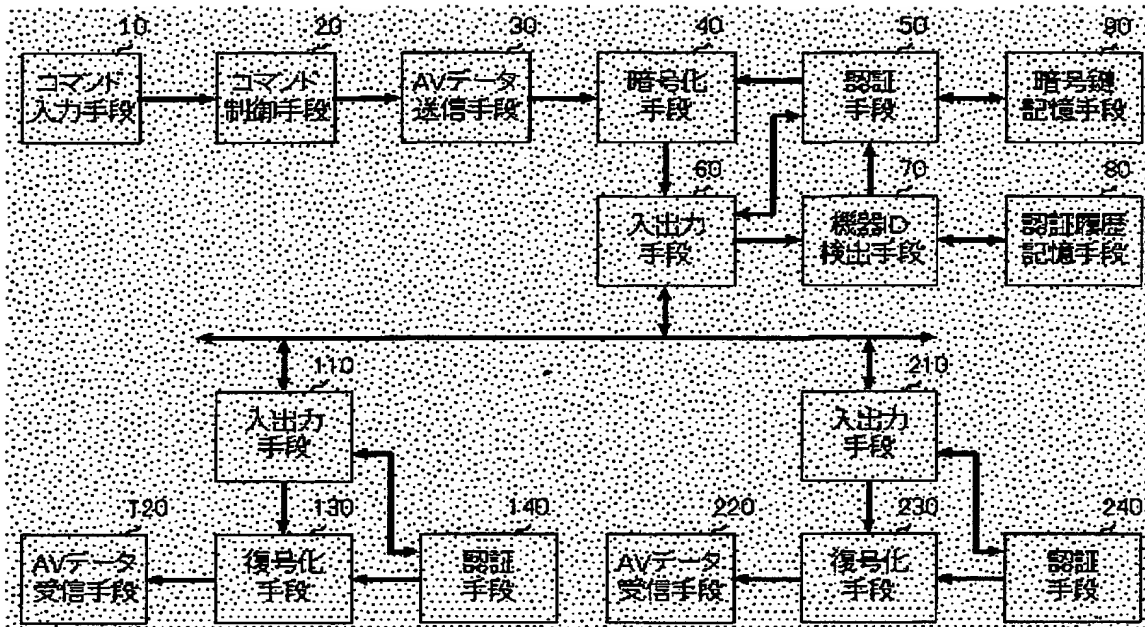 10
20
30
40
50
90
コマンド
入力手段
コマンド
制御手段
AVデータ
送信手段
暗号化
手段
認証
手段
暗号鍵
記憶手段
60
70
80
入出力
手段
機器ID
検出手段
認証履歴
記憶手段
110
210
入出力
手段
入出力
手段
120
130
140
220
230
240
AVデータ
受信手段
復号化
手段
認証
手段
AVデータ
受信手段
復号化
手段
認証
手段